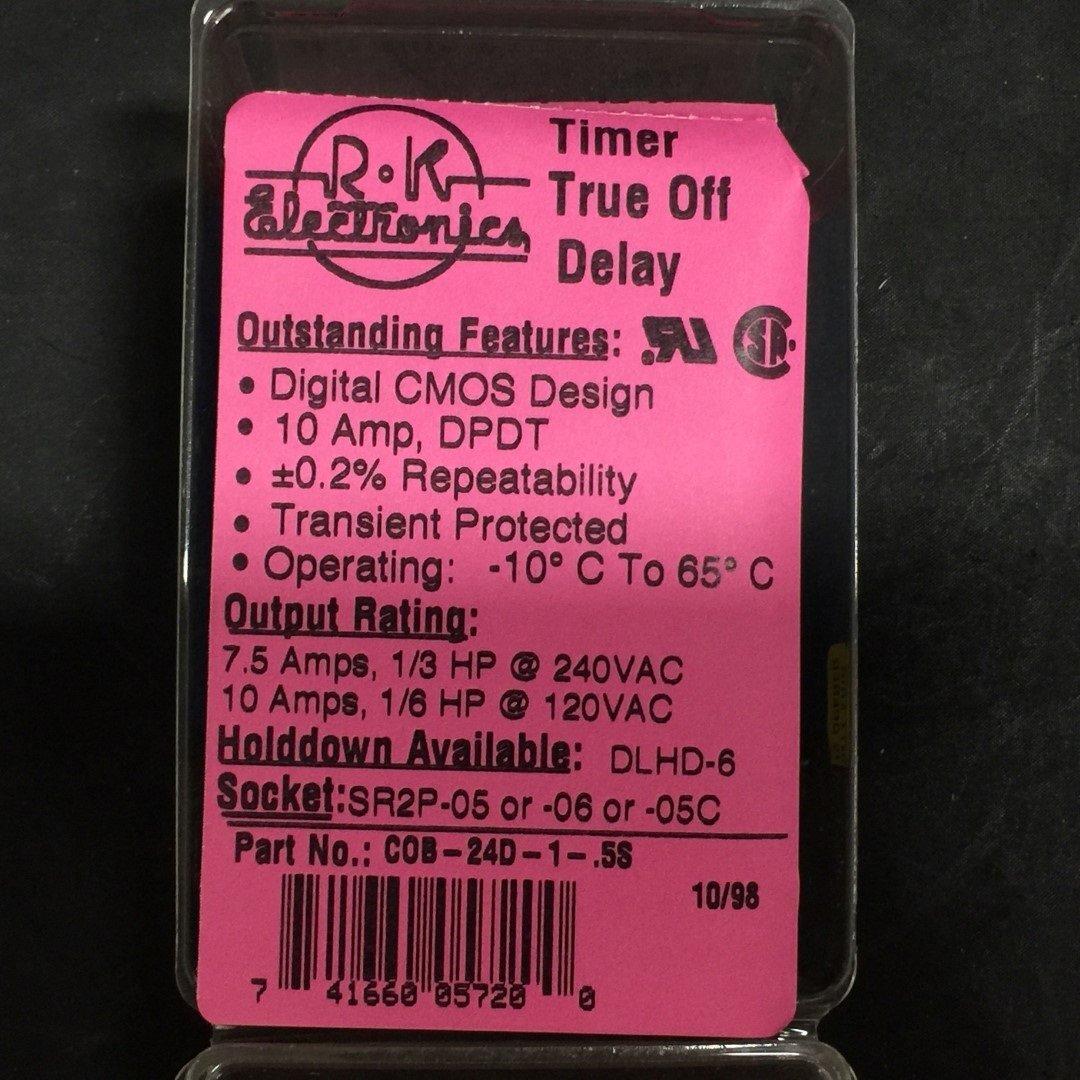 R·K
Electronics
Timer
True Off
Delay
Outstanding Features:
• Digital CMOS Design
• 10 Amp, DPDT
• ±0.2% Repeatability
• Transient Protected
• Operating: -10° C To 65° C
Output Rating:
7.5 Amps, 1/3 HP @ 240VAC
10 Amps, 1/6 HP @ 120VAC
Holddown Available: DLHD-6
Socket:SR2P-05 or -06 or -05C
Part No.: COB-24D-1-.5S
10/98
7 41660 05720 0